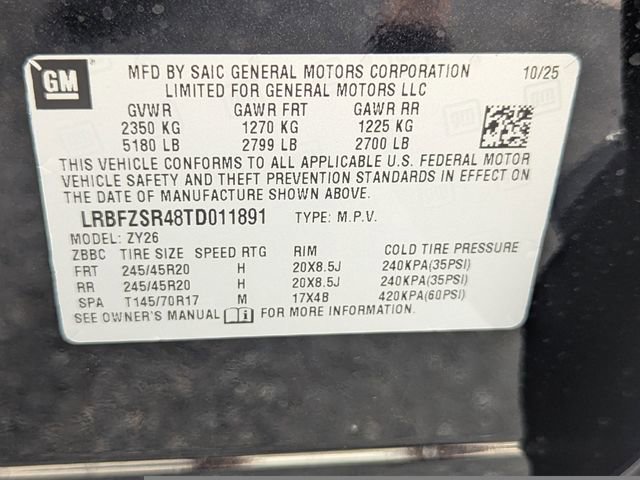 GM
MFD BY SAIC GENERAL MOTORS CORPORATION 10/25
LIMITED FOR GENERAL MOTORS LLC
GVWR GAWR FRT GAWR RR
2350 KG 1270 KG 1225 KG
5180 LB 2799 LB 2700 LB
THIS VEHICLE CONFORMS TO ALL APPLICABLE U.S. FEDERAL MOTOR
VEHICLE SAFETY AND THEFT PREVENTION STANDARDS IN EFFECT ON
THE DATE OF MANUFACTURE SHOWN ABOVE.
LRBFZSR48TD011891 TYPE: M.P.V.
MODEL: ZY26
ZBBC TIRE SIZE SPEED RTG RIM COLD TIRE PRESSURE
FRT 245/45R20 H 20X8.5J 240KPA(35PSI)
RR 245/45R20 H 20X8.5J 240KPA(35PSI)
SPA T145/70R17 M 17X4B 420KPA(60PSI)
SEE OWNER'S MANUAL i FOR MORE INFORMATION.